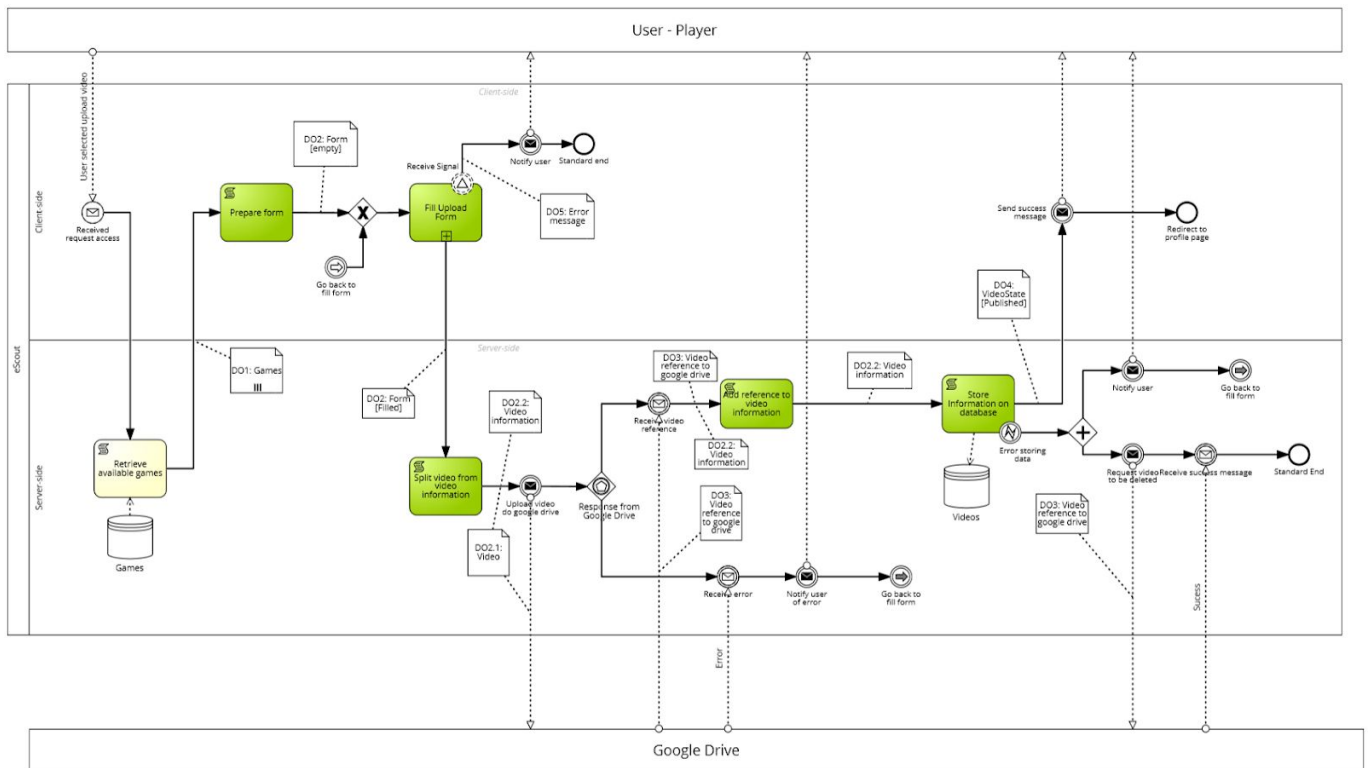 User - Player
User selected upload video
eScout
Client-side
Client-side
Received
request access
Prepare form
DO2: Form
[empty]
X
Go back to
fill form
Receive Signal
Fill Upload
Form
Notify user
Standard end
DO5: Error
message
Send success
message
Redirect to
profile page
DO4:
VideoState
[Published]
Server-side
Server-side
DO1: Games
Retrieve
available games
Games
DO2: Form
[Filled]
Split video from
video
information
DO2.2:
Video
information
DO2.1:
Video
Upload video
do google drive
Response from
Google Drive
DO3: Video
reference to
google drive
Receive video
reference
Add reference to
video
information
DO2.2:
Video
information
DO3:
Video
reference
to google
drive
Receive error
Notify user
of error
Go back to
fill form
DO2.2: Video
information
Store
Information on
database
Error storing
data
Videos
Notify user
Go back to
fill form
Request video
to be deleted
Receive success message
Standard End
DO3: Video
reference to
google drive
Error
Sucess
Google Drive